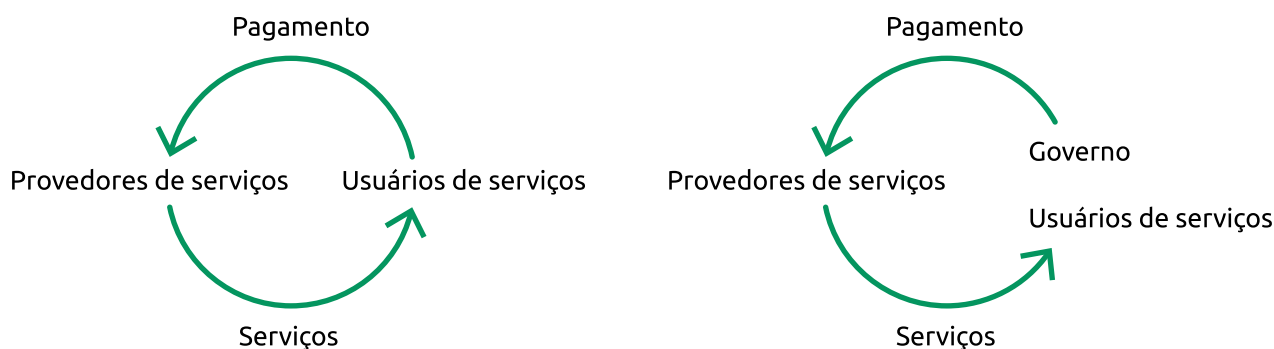 Pagamento
Provedores de serviços
Usuários de serviços
Serviços
Pagamento
Governo
Provedores de serviços
Usuários de serviços
Serviços